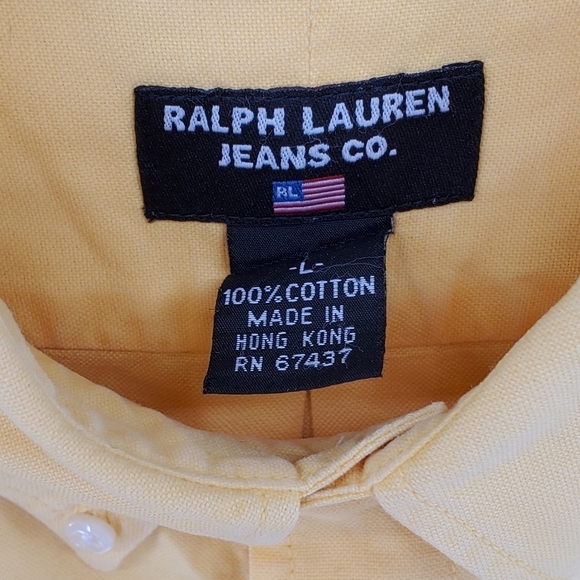 RALPH LAUREN
JEANS CO.
RL
-L-
100% COTTON
MADE IN
HONG KONG
RN 67437